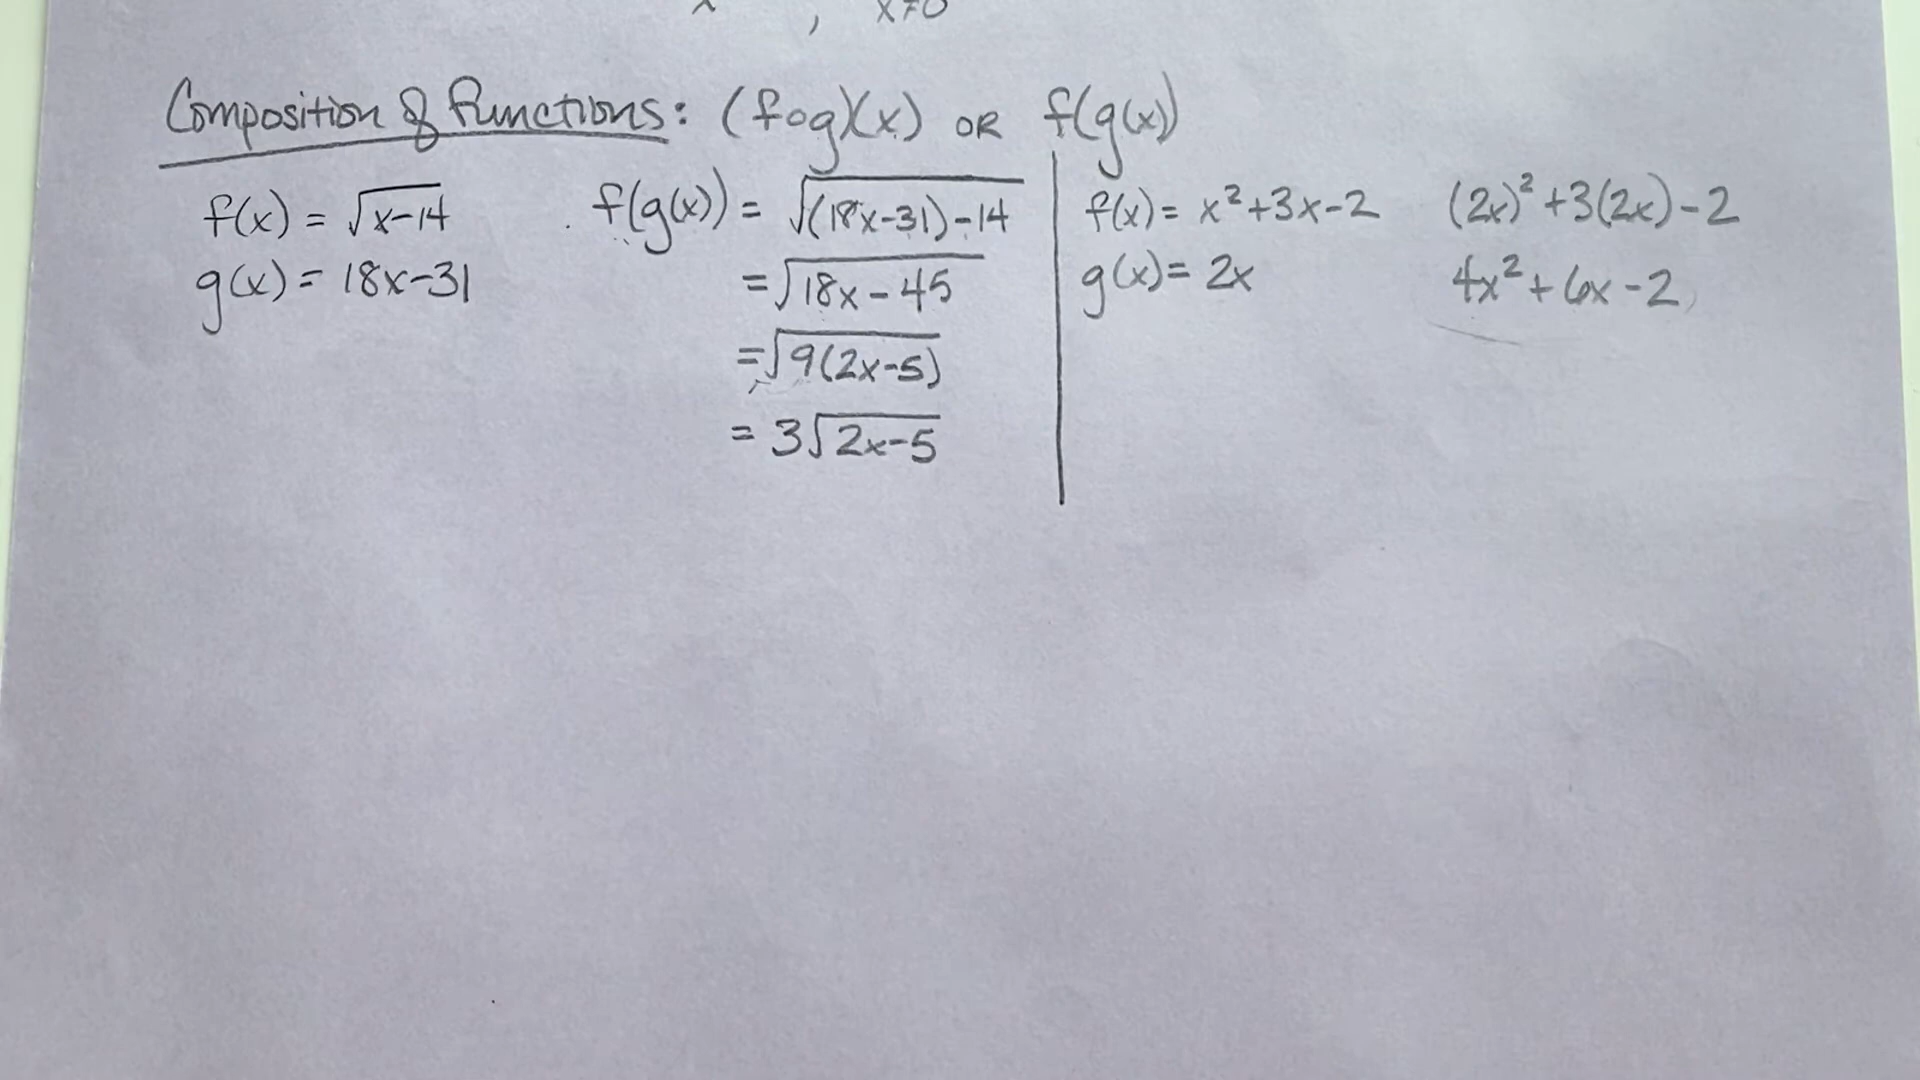 x , x≠0
Composition of Functions: (fog)(x) OR f(g(x))
f(x) = √x-14
g(x) = 18x-31
f(g(x)) = √(18x-31)-14
= √18x-45
= √9(2x-5)
= 3√2x-5
f(x) = x²+3x-2
g(x) = 2x
(2x)²+3(2x)-2
4x²+6x-2